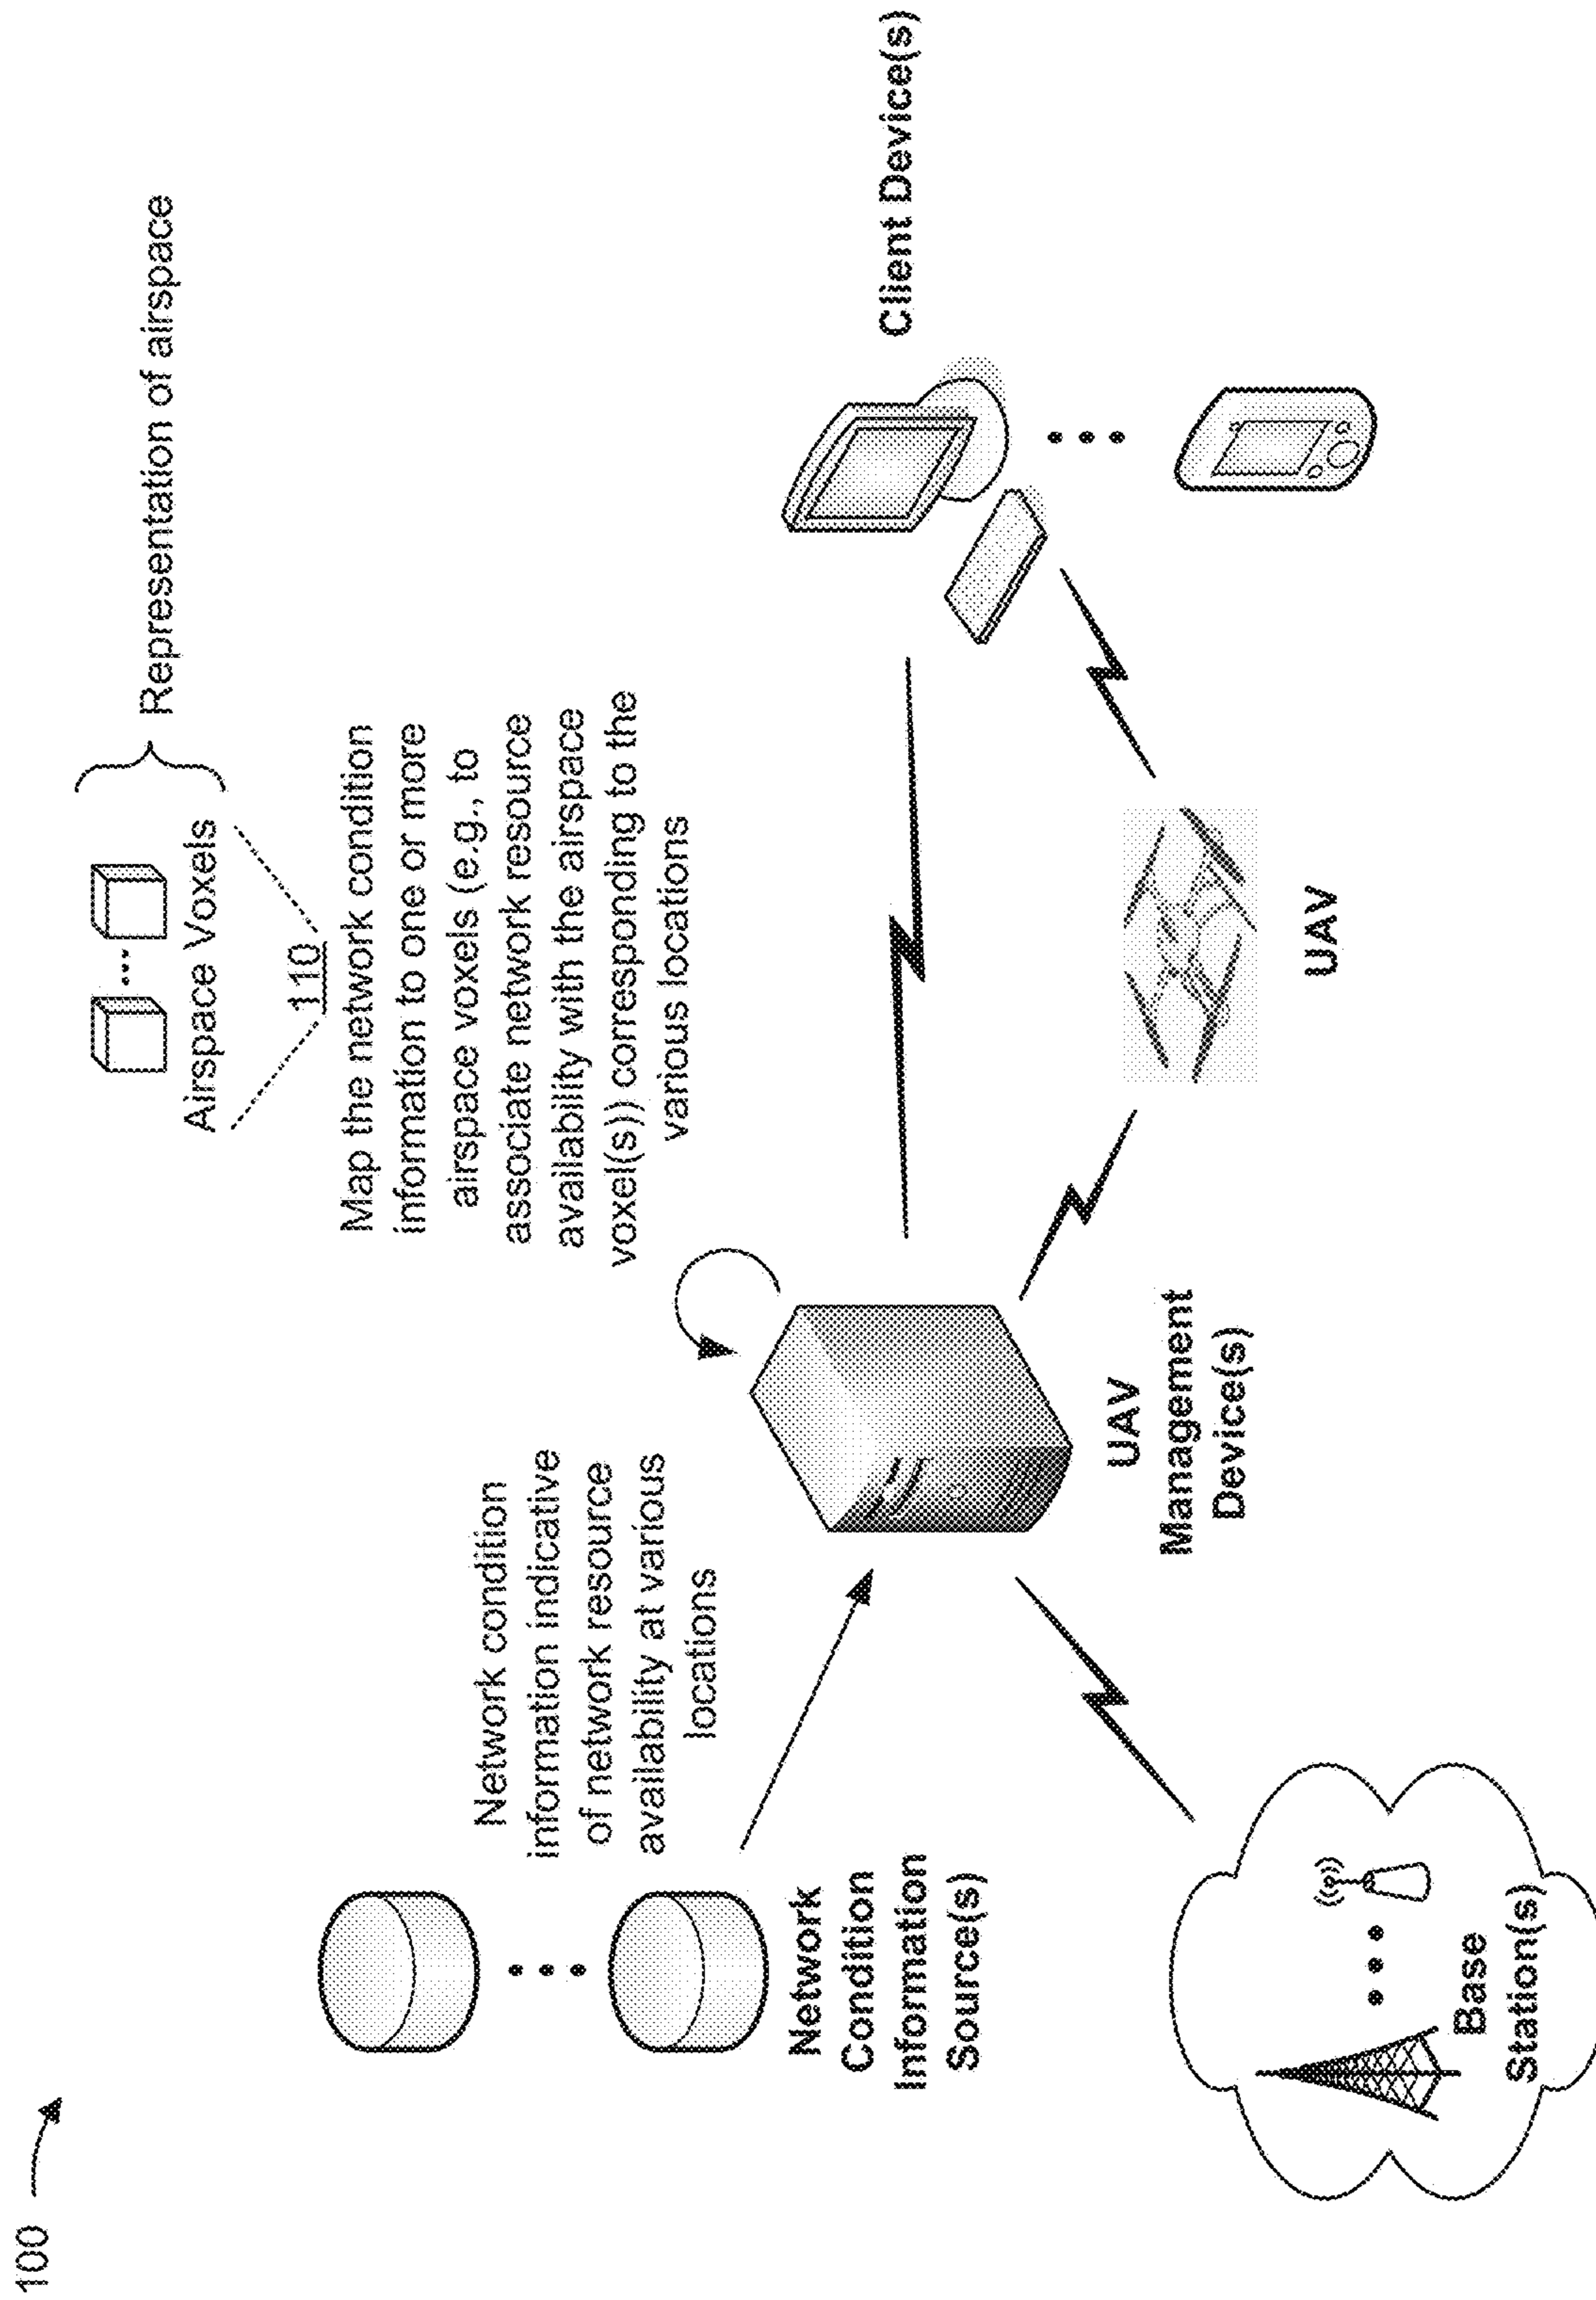 100
Airspace Voxels
Representation of airspace
110
Map the network condition
information to one or more
airspace voxels (e.g., to
associate network resource
availability with the airspace
voxel(s)) corresponding to the
various locations
Network condition
information indicative
of network resource
availability at various
locations
Network
Condition
Information
Source(s)
UAV
Management
Device(s)
Client Device(s)
UAV
Base
Station(s)